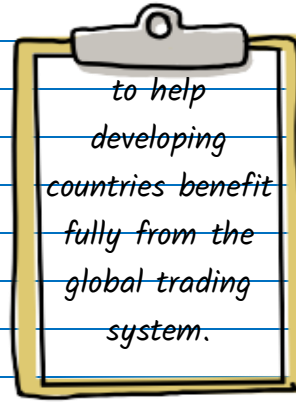 to help
developing
countries benefit
fully from the
global trading
system.